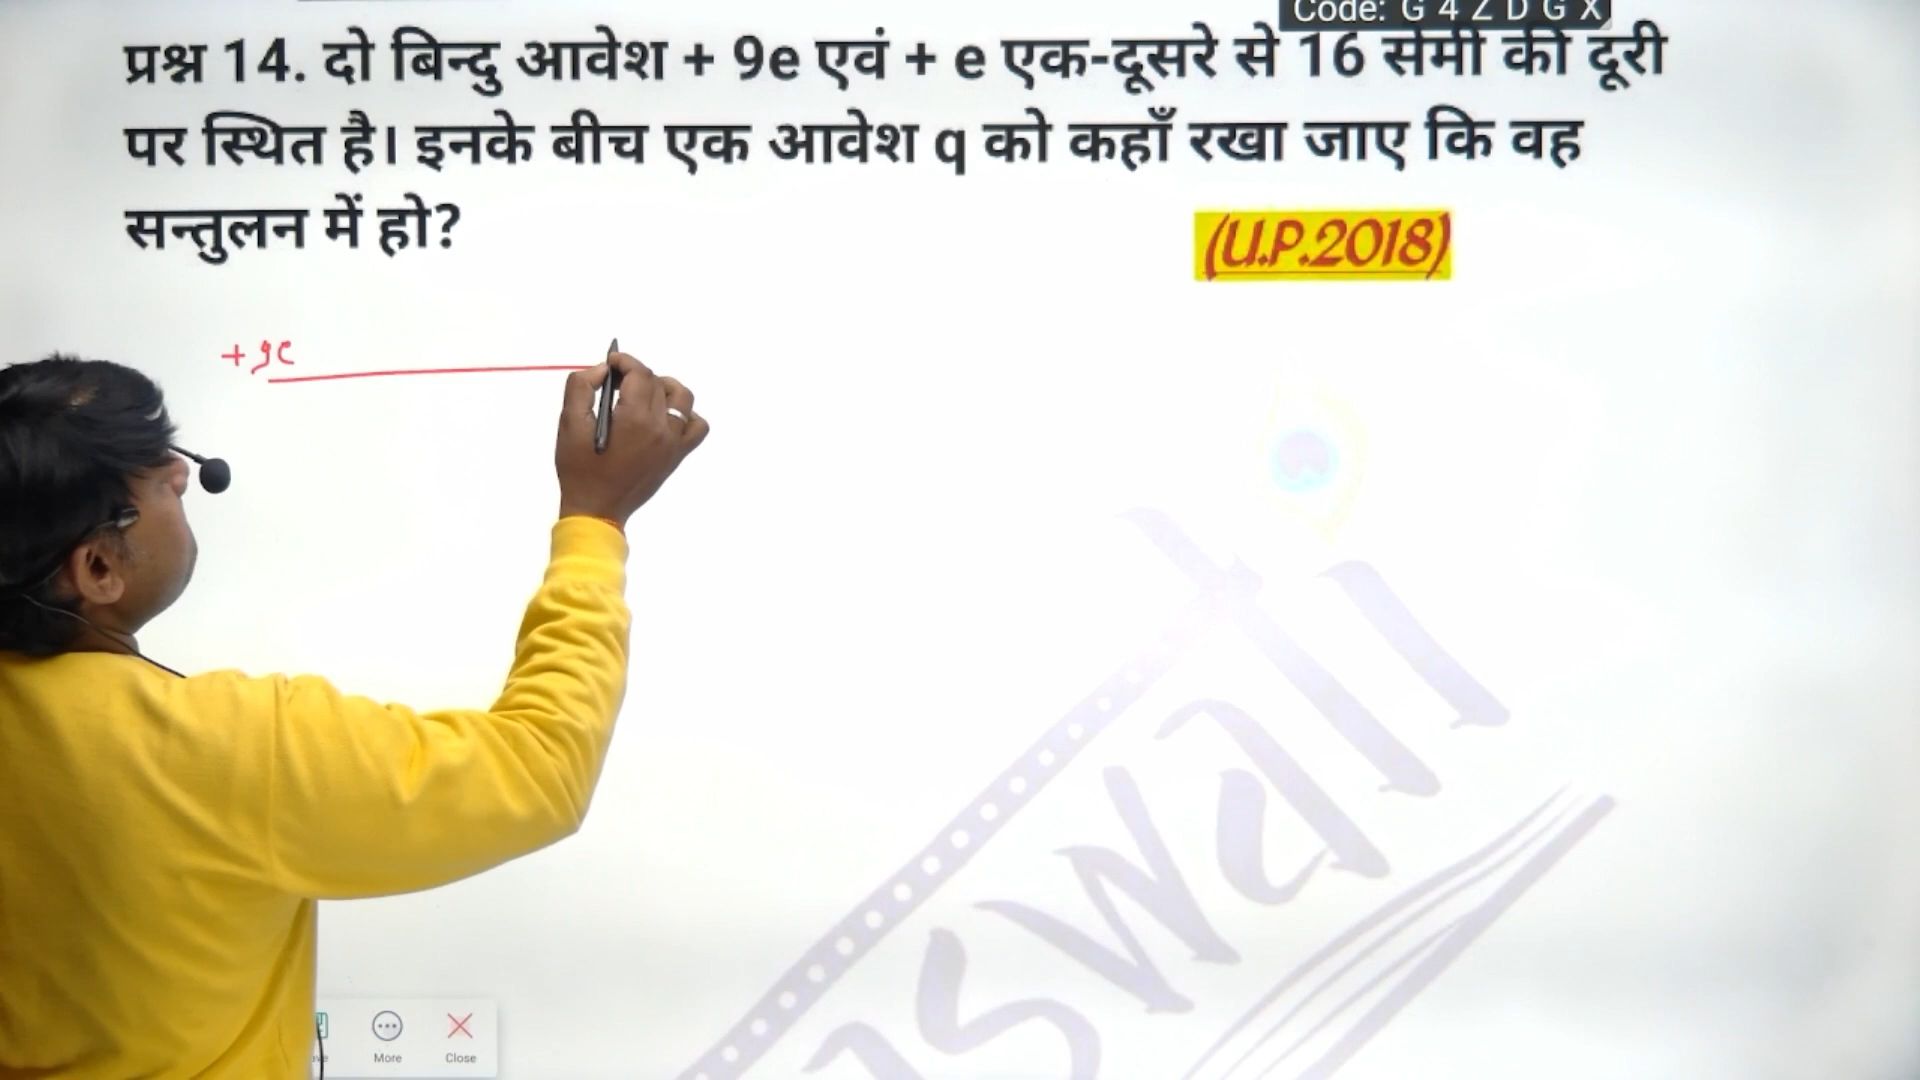 Code: G 4 Z D G X
प्रश्न 14. दो बिन्दु आवेश + 9e एवं + e एक-दूसरे से 16 सेमी की दूरी
पर स्थित है। इनके बीच एक आवेश q को कहाँ रखा जाए कि वह
सन्तुलन में हो?
(U.P.2018)
+9e
More
Close